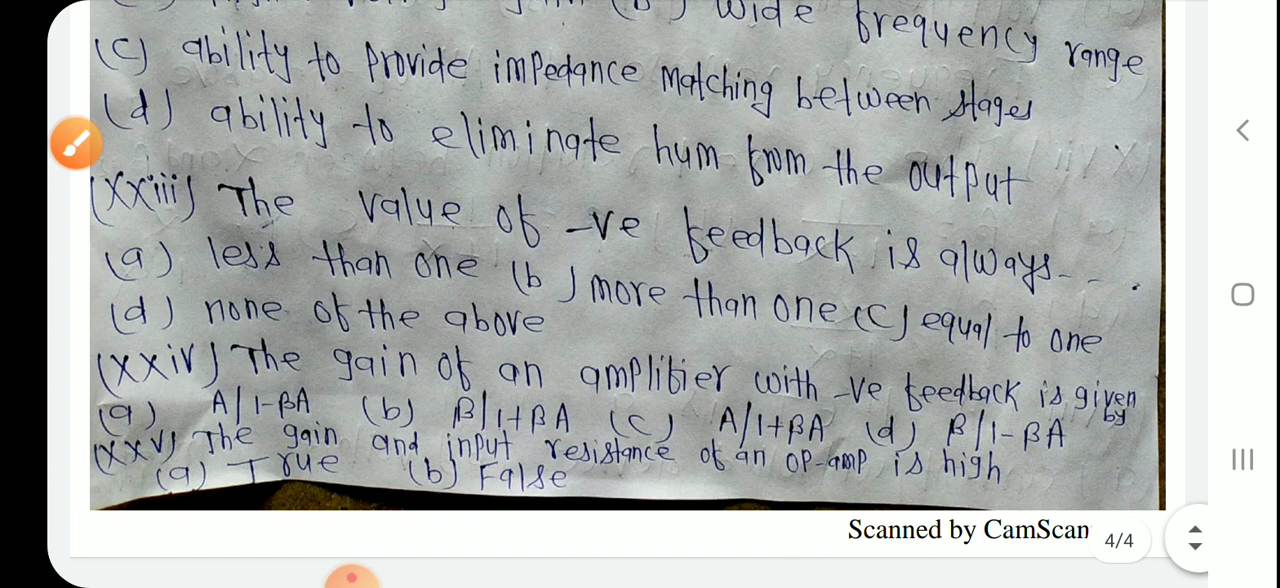 (b) wide frequency range
(c) ability to provide impedance matching between stages
(d) ability to eliminate hum from the output
(xxiii) The value of -ve feedback is always...
(a) less than one (b) more than one (c) equal to one
(d) none of the above
(xxiv) The gain of an amplifier with -ve feedback is given by
(a) A/1-βA (b) β/1+βA (c) A/1+βA (d) β/1-βA
(xxv) The gain and input resistance of an op-amp is high
(a) True (b) False
Scanned by CamScan
4/4